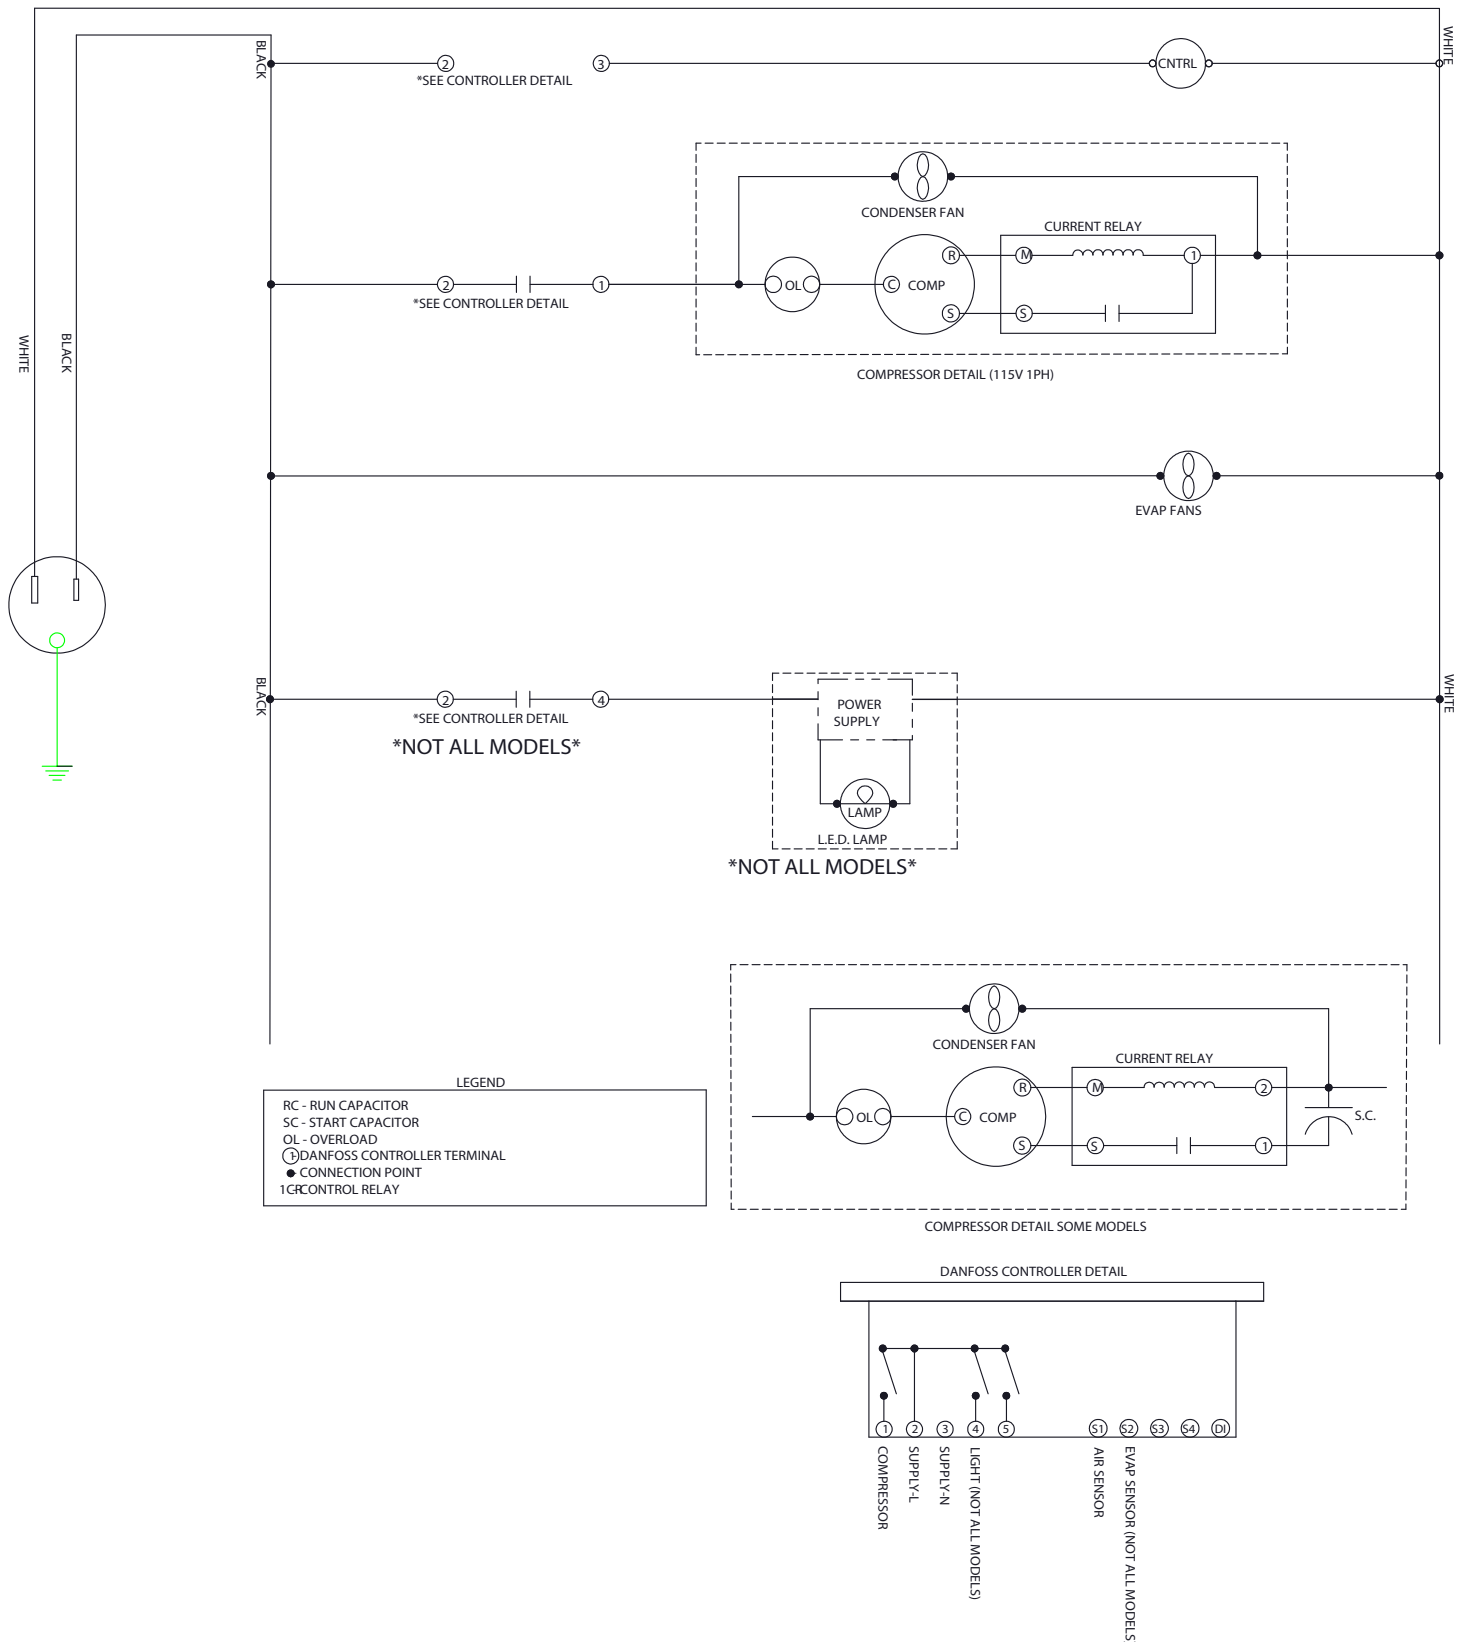 BLACK
WHITE
2
3
CNTRL
*SEE CONTROLLER DETAIL
CONDENSER FAN
CURRENT RELAY
R
M
1
2
1
OL
C
COMP
*SEE CONTROLLER DETAIL
S
S
WHITE
BLACK
COMPRESSOR DETAIL (115V 1PH)
EVAP FANS
BLACK
WHITE
2
4
POWER
SUPPLY
*SEE CONTROLLER DETAIL
*NOT ALL MODELS*
LAMP
L.E.D. LAMP
*NOT ALL MODELS*
CONDENSER FAN
CURRENT RELAY
R
M
2
OL
C
COMP
S.C.
S
S
1
COMPRESSOR DETAIL SOME MODELS
LEGEND
RC - RUN CAPACITOR
SC - START CAPACITOR
OL - OVERLOAD
1 -DANFOSS CONTROLLER TERMINAL
- CONNECTION POINT
1CR-CONTROL RELAY
DANFOSS CONTROLLER DETAIL
1
2
3
4
5
S1
S2
S3
S4
DI
COMPRESSOR
SUPPLY-L
SUPPLY-N
LIGHT (NOT ALL MODELS)
AIR SENSOR
EVAP SENSOR (NOT ALL MODELS